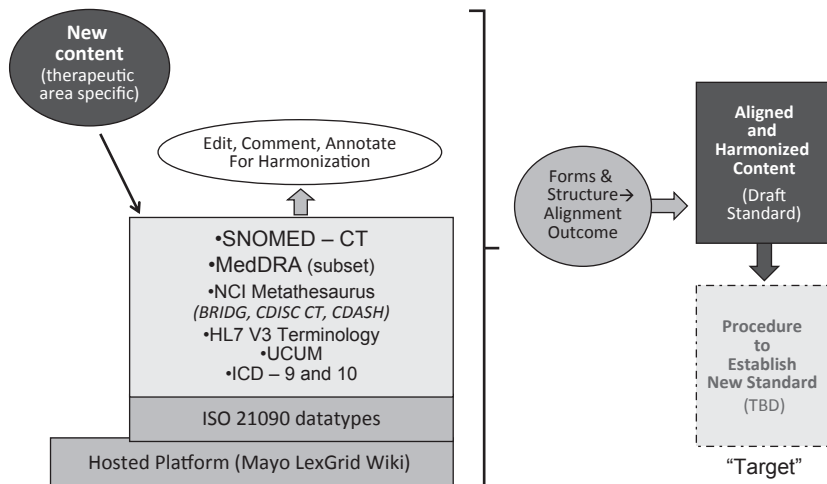 New
content
(therapeutic
area specific)
Edit, Comment, Annotate
For Harmonization
•SNOMED – CT
•MedDRA (subset)
•NCI Metathesaurus
(BRIDG, CDISC CT, CDASH)
•HL7 V3 Terminology
•UCUM
•ICD – 9 and 10
ISO 21090 datatypes
Hosted Platform (Mayo LexGrid Wiki)
Forms &
Structure→
Alignment
Outcome
Aligned
and
Harmonized
Content
(Draft
Standard)
Procedure
to
Establish
New Standard
(TBD)
“Target”